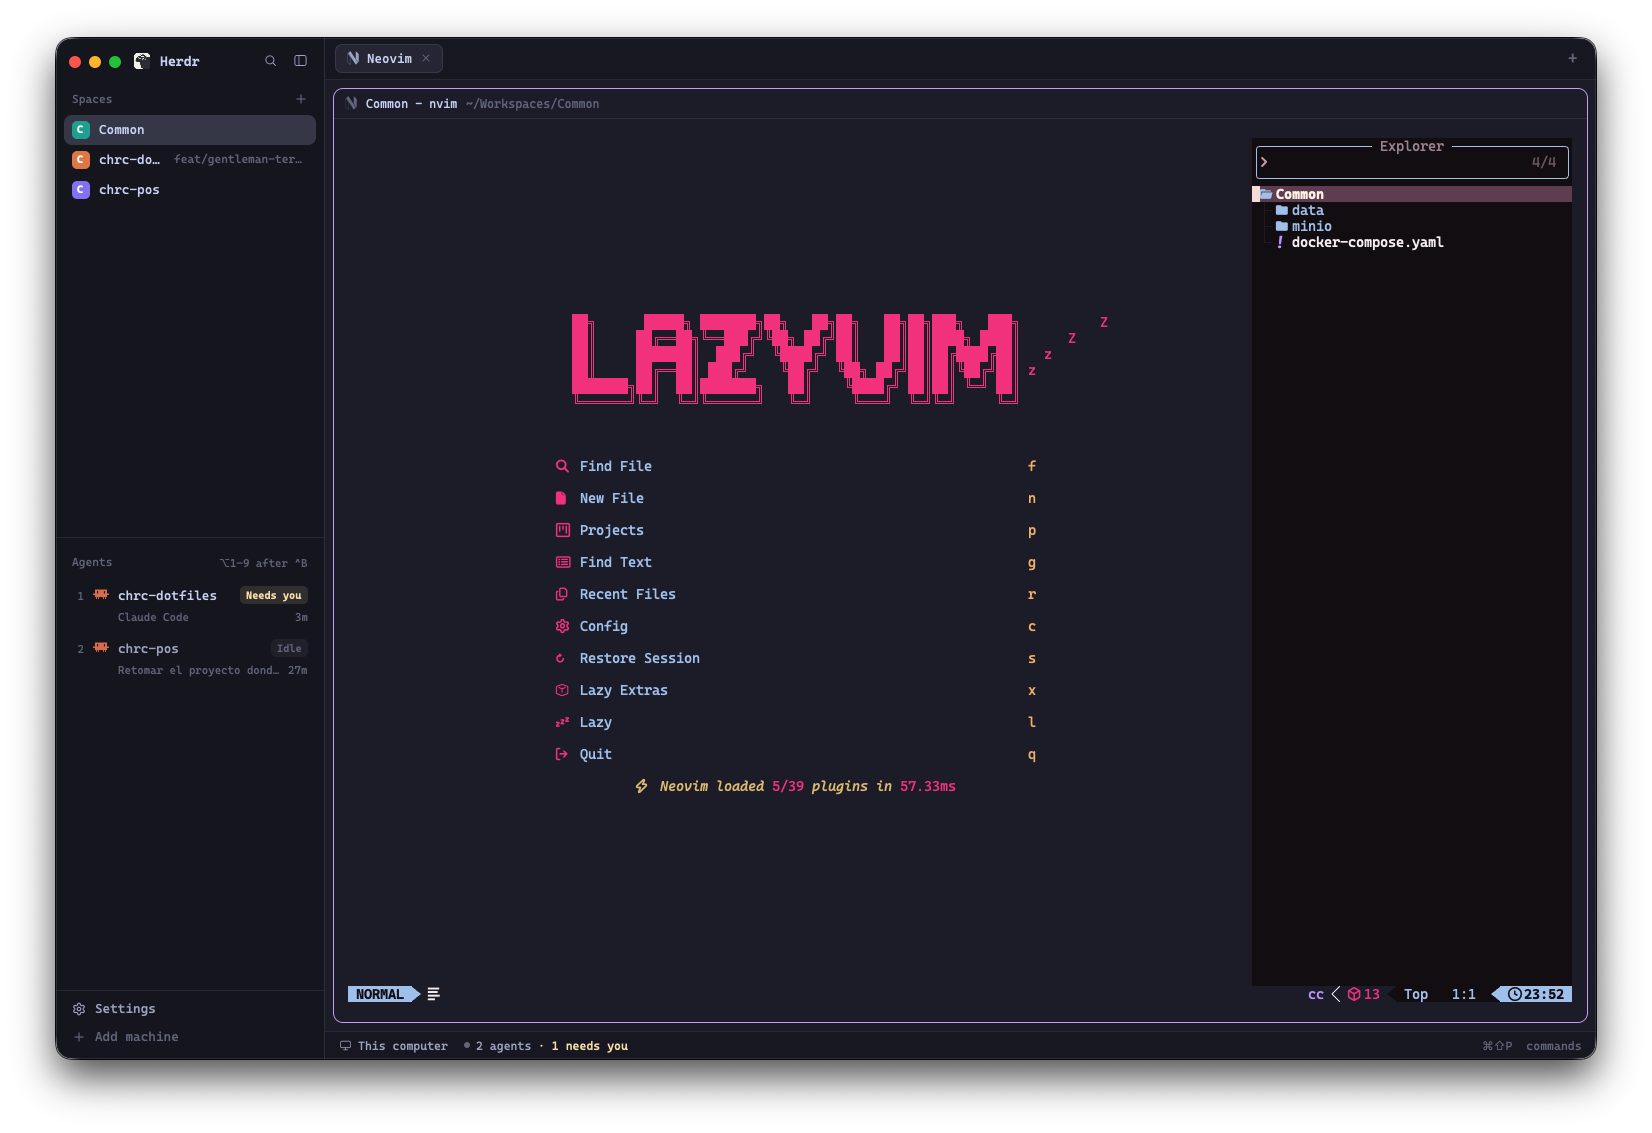 Herdr
Spaces
C Common
C chrc-do… feat/gentleman-ter…
C chrc-pos
Agents ⌥1-9 after ^B
1 chrc-dotfiles Needs you
Claude Code 3m
2 chrc-pos Idle
Retomar el proyecto dond… 27m
Settings
+ Add machine
Neovim ×
+
Common - nvim ~/Workspaces/Common
LAZYVIM
Z
Z
z
z
Find File f
New File n
Projects p
Find Text g
Recent Files r
Config c
Restore Session s
Lazy Extras x
Lazy l
Quit q
Neovim loaded 5/39 plugins in 57.33ms
Explorer
> 4/4
Common
data
minio
! docker-compose.yaml
NORMAL
cc 13 Top 1:1 23:52
This computer 2 agents · 1 needs you
⌘⇧P commands